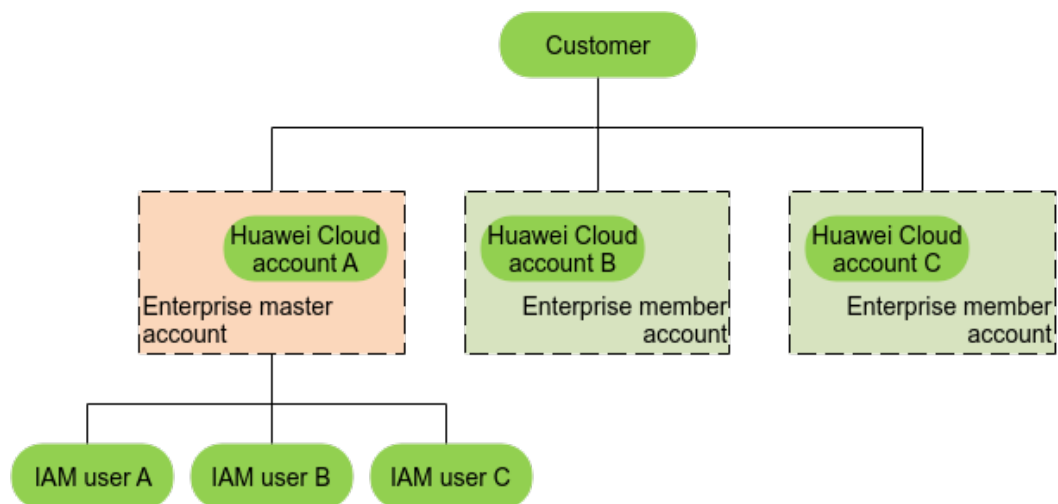 Customer
Huawei Cloud
account A
Enterprise master
account
Huawei Cloud
account B
Enterprise member
account
Huawei Cloud
account C
Enterprise member
account
IAM user A
IAM user B
IAM user C